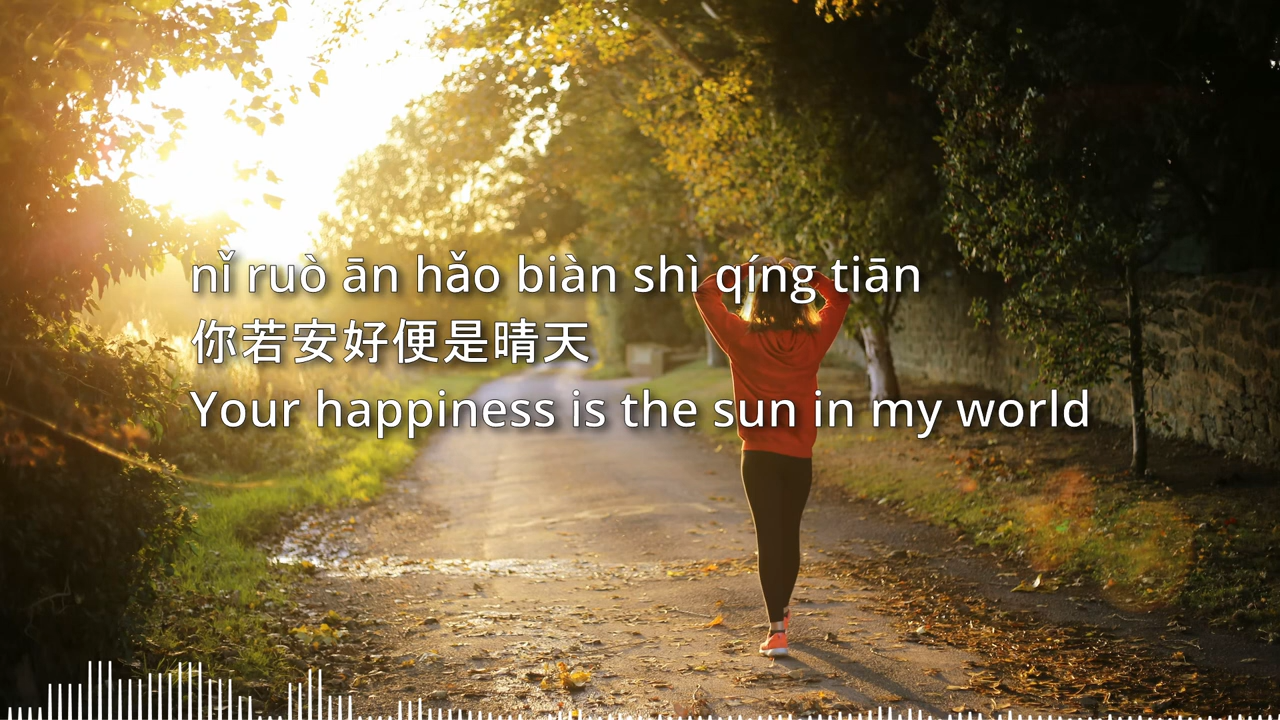 nǐ ruò ān hǎo biàn shì qíng tiān
你若安好便是晴天
Your happiness is the sun in my world